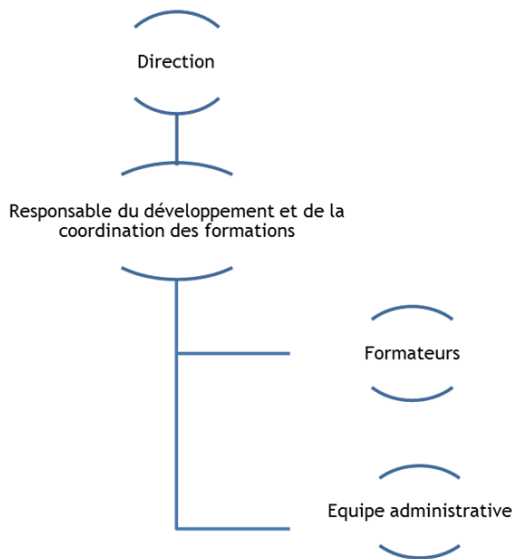 Direction
Responsable du développement et de la
coordination des formations
Formateurs
Equipe administrative